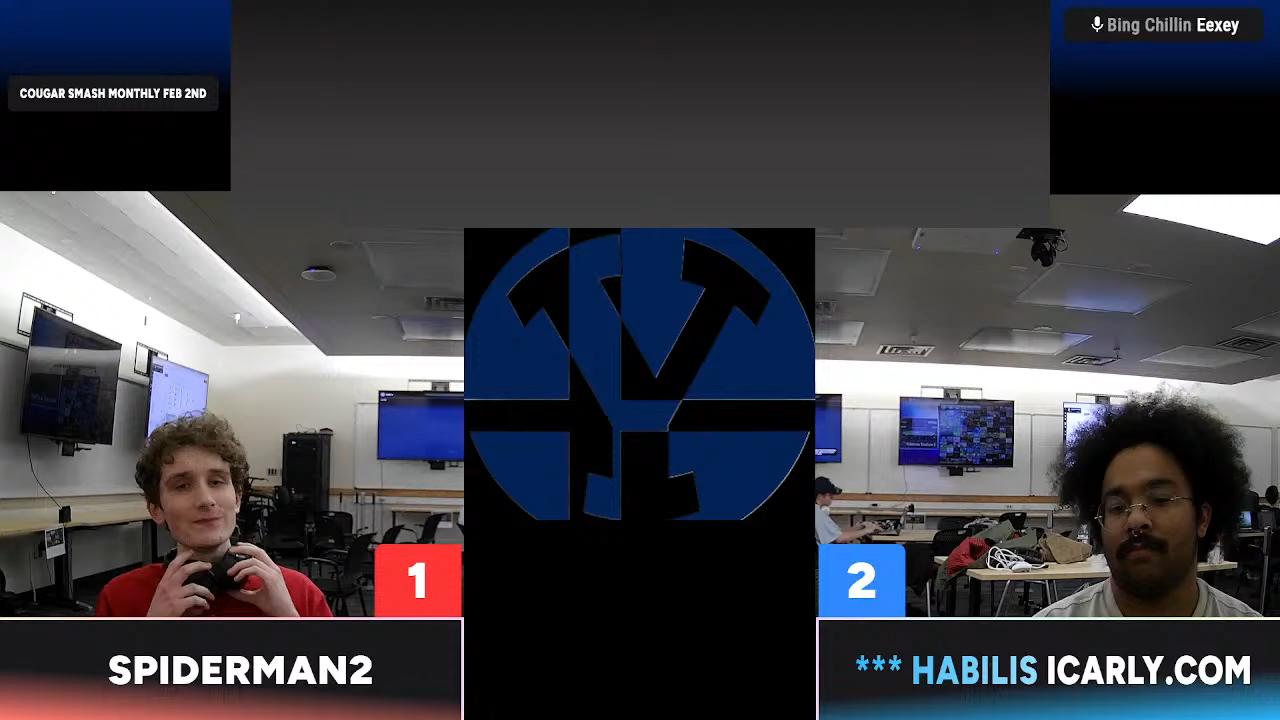 Bing Chillin Eexey
COUGAR SMASH MONTHLY FEB 2ND
1
2
SPIDERMAN2
*** HABILIS ICARLY.COM